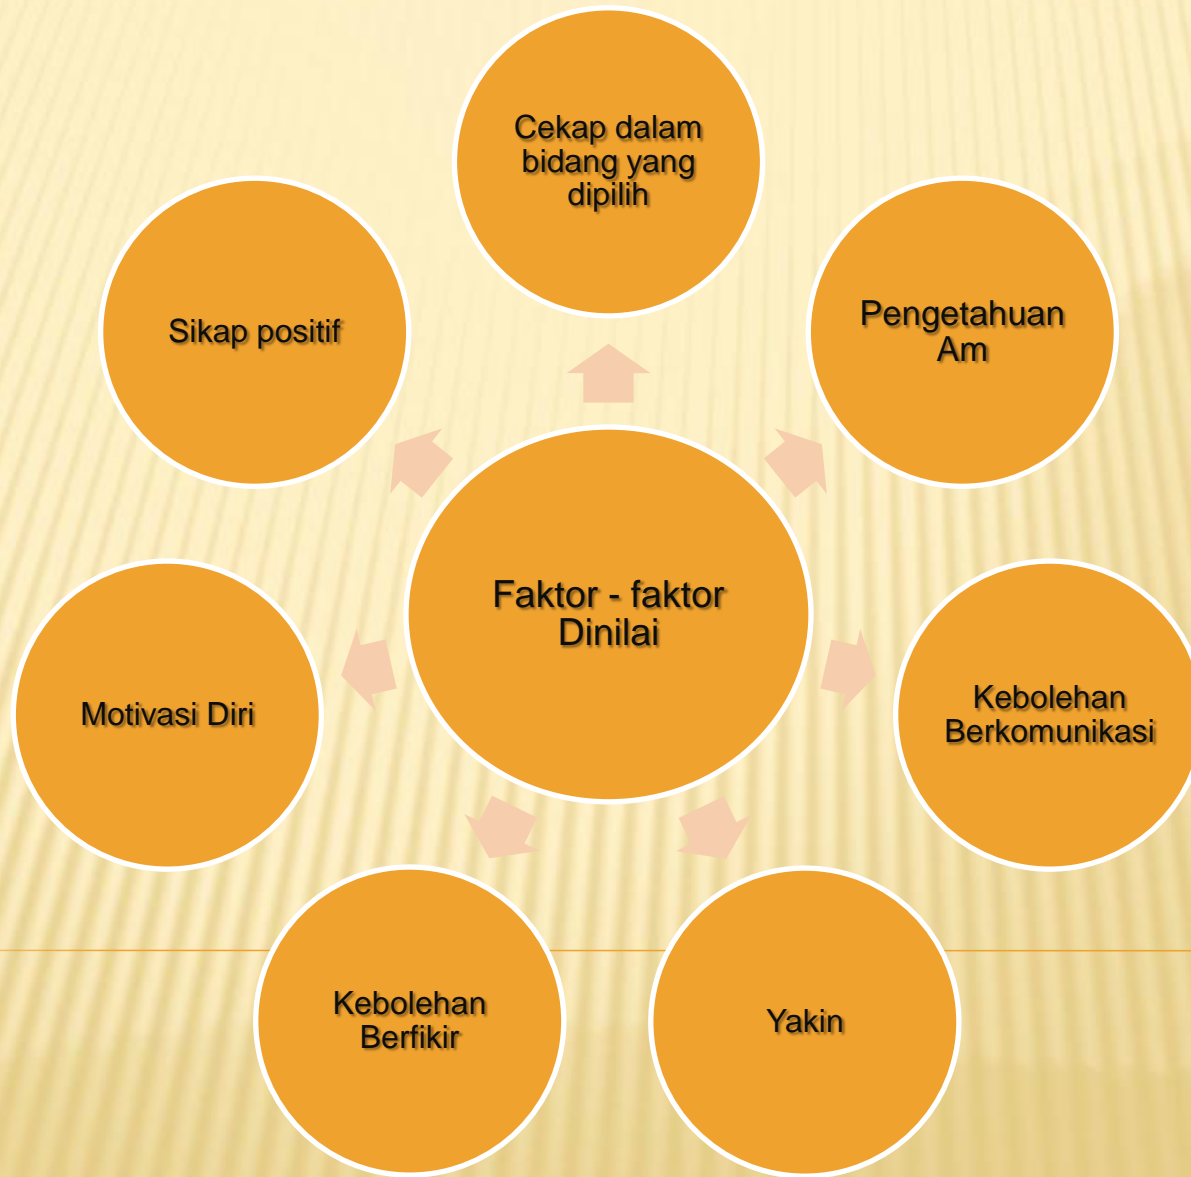 Cekap dalam
bidang yang
dipilih
Pengetahuan
Am
Kebolehan
Berkomunikasi
Yakin
Kebolehan
Berfikir
Motivasi Diri
Sikap positif
Faktor - faktor
Dinilai